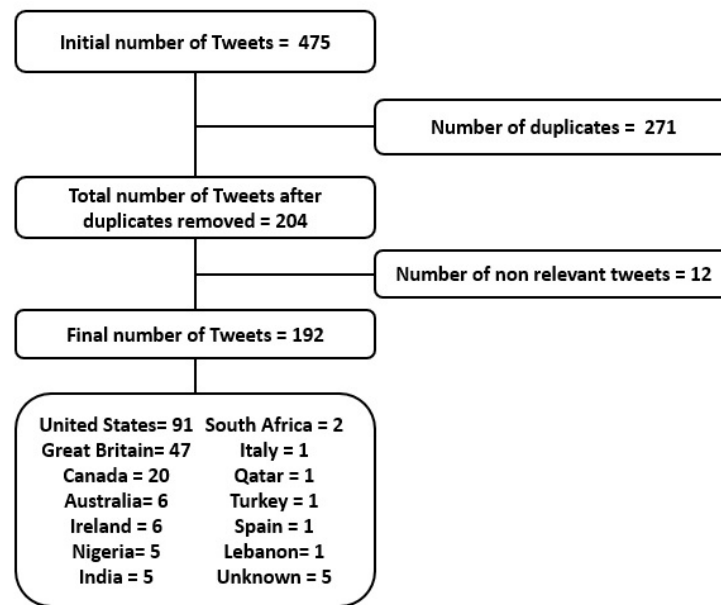 Initial number of Tweets =  475
Number of duplicates =  271
Total number of Tweets after
duplicates removed = 204
Number of non relevant tweets = 12
Final number of Tweets = 192
United States= 91  South Africa = 2
Great Britain= 47  Italy = 1
Canada = 20  Qatar = 1
Australia= 6  Turkey = 1
Ireland = 6  Spain = 1
Nigeria= 5  Lebanon= 1
India = 5  Unknown = 5